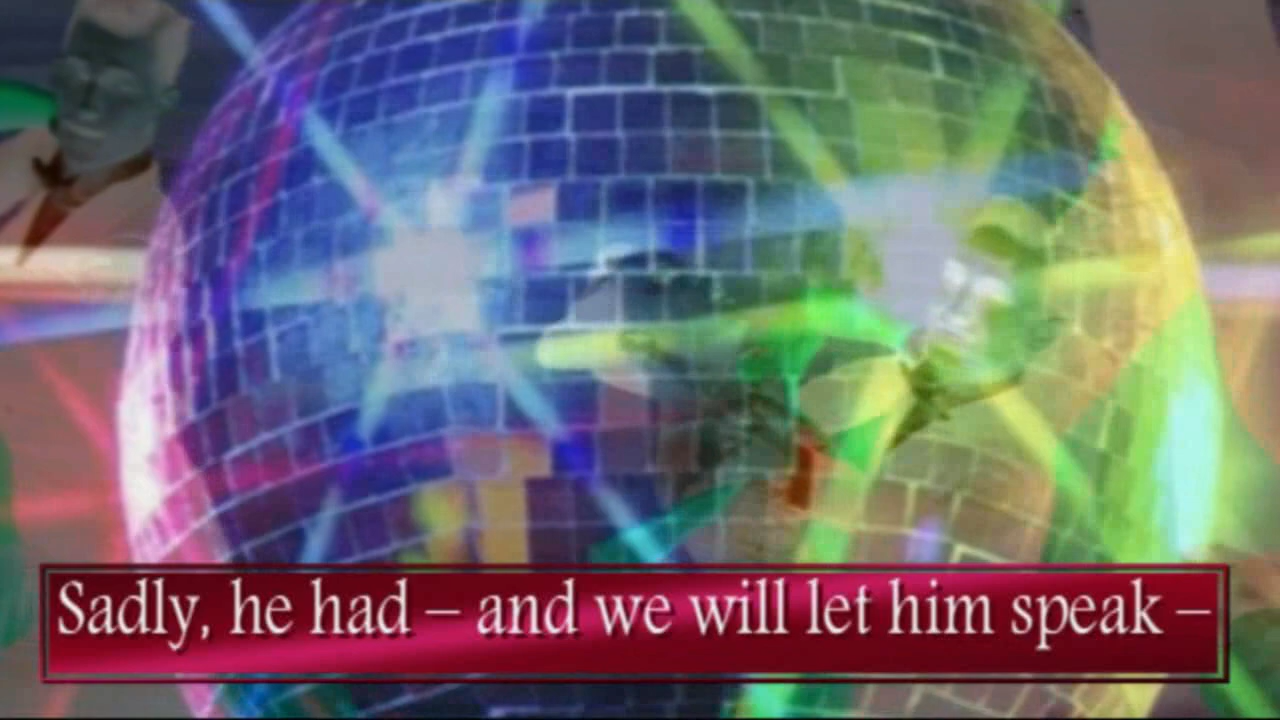 Sadly, he had – and we will let him speak –